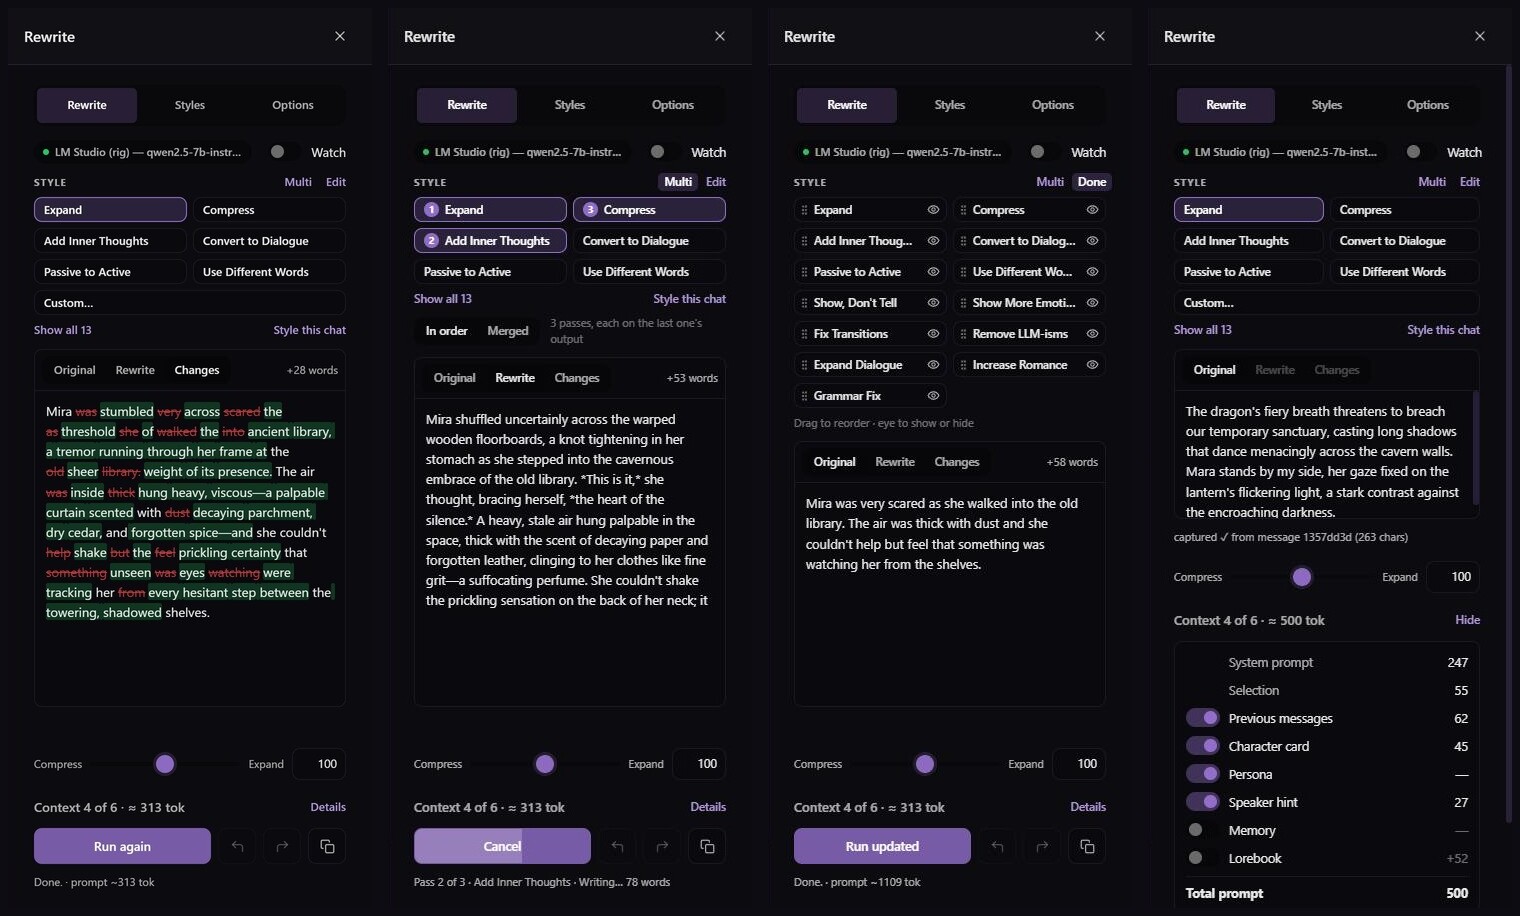 Rewrite
Rewrite Styles Options
LM Studio (rig) — qwen2.5-7b-instr... Watch
STYLE Multi Edit
Expand Compress
Add Inner Thoughts Convert to Dialogue
Passive to Active Use Different Words
Custom...
Show all 13 Style this chat
Original Rewrite Changes +28 words
Mira was stumbled very across scared the
as threshold she of walked the into ancient library,
a tremor running through her frame at the
old sheer library. weight of its presence. The air
was inside thick hung heavy, viscous—a palpable
curtain scented with dust decaying parchment,
dry cedar, and forgotten spice—and she couldn't
help shake but the feel prickling certainty that
something unseen was eyes watching were
tracking her from every hesitant step between the
towering, shadowed shelves.
Compress Expand 100
Context 4 of 6 · ≈ 313 tok Details
Run again
Done. · prompt ~313 tok
Rewrite
Rewrite Styles Options
LM Studio (rig) — qwen2.5-7b-instr... Watch
STYLE Multi Edit
1 Expand 3 Compress
2 Add Inner Thoughts Convert to Dialogue
Passive to Active Use Different Words
Show all 13 Style this chat
In order Merged 3 passes, each on the last one's
output
Original Rewrite Changes +53 words
Mira shuffled uncertainly across the warped
wooden floorboards, a knot tightening in her
stomach as she stepped into the cavernous
embrace of the old library. *This is it,* she
thought, bracing herself, *the heart of the
silence.* A heavy, stale air hung palpable in the
space, thick with the scent of decaying paper and
forgotten leather, clinging to her clothes like fine
grit—a suffocating perfume. She couldn't shake
the prickling sensation on the back of her neck; it
Compress Expand 100
Context 4 of 6 · ≈ 313 tok Details
Cancel
Pass 2 of 3 · Add Inner Thoughts · Writing... 78 words
Rewrite
Rewrite Styles Options
LM Studio (rig) — qwen2.5-7b-instr... Watch
STYLE Multi Done
Expand Compress
Add Inner Thoug... Convert to Dialog...
Passive to Active Use Different Wo...
Show, Don't Tell Show More Emoti...
Fix Transitions Remove LLM-isms
Expand Dialogue Increase Romance
Grammar Fix
Drag to reorder · eye to show or hide
Original Rewrite Changes +58 words
Mira was very scared as she walked into the old
library. The air was thick with dust and she
couldn't help but feel that something was
watching her from the shelves.
Compress Expand 100
Context 4 of 6 · ≈ 313 tok Details
Run updated
Done. · prompt ~1109 tok
Rewrite
Rewrite Styles Options
LM Studio (rig) — qwen2.5-7b-inst... Watch
STYLE Multi Edit
Expand Compress
Add Inner Thoughts Convert to Dialogue
Passive to Active Use Different Words
Custom...
Show all 13 Style this chat
Original Rewrite Changes
The dragon's fiery breath threatens to breach
our temporary sanctuary, casting long shadows
that dance menacingly across the cavern walls.
Mira stands by my side, her gaze fixed on the
lantern's flickering light, a stark contrast against
the encroaching darkness.
captured ✓ from message 1357dd3d (263 chars)
Compress Expand 100
Context 4 of 6 · ≈ 500 tok Hide
System prompt 247
Selection 55
Previous messages 62
Character card 45
Persona —
Speaker hint 27
Memory —
Lorebook +52
Total prompt 500